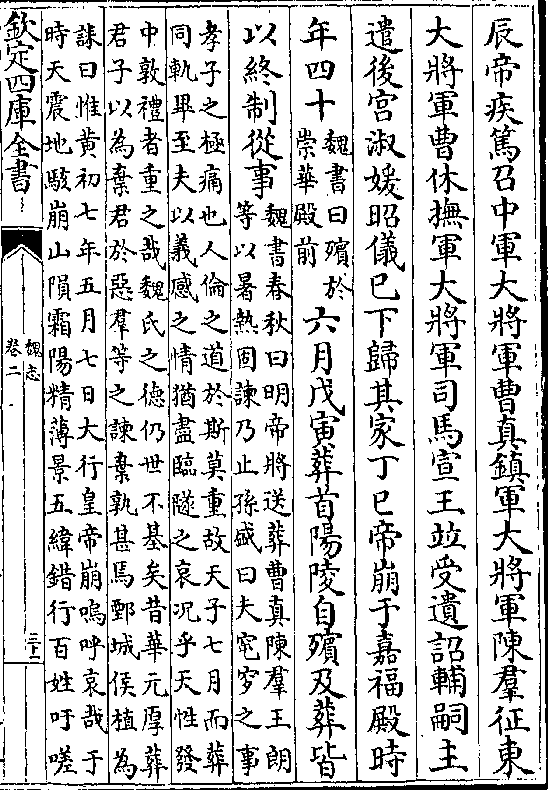 辰帝疾篤召中軍大將軍曹真鎮軍大將軍陳羣征東
大將軍曹休撫軍大將軍司馬宣王竝受遺詔輔嗣主
遣後宮淑媛昭儀已下歸其家丁巳帝崩于嘉福殿時
年四十
魏書曰殯於
崇華殿前
六月戊寅葬首陽陵自殯及葬皆
以終制從事
魏書春秋曰明帝將送葬曹真陳羣王朗
等以暑熱固諫乃止孫盛曰夫窀穸之事
孝子之極痛也人倫之道於斯莫重故天子七月而葬
同軌畢至夫以義感之情猶盡臨隧之哀況乎天性發
中敦禮者重之哉魏氏之德仍世不基矣昔華元厚葬
君子以為棄君於惡羣等之諫棄孰甚焉鄄城侯植為
誄曰惟黃初七年五月七日大行皇帝崩嗚呼哀哉于
時天震地駭崩山隕霜陽精薄景五緯錯行百姓吁嗟
欽定四庫全書
魏志
卷二
三十一